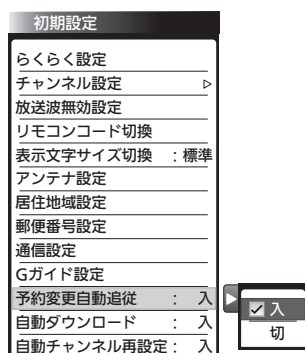 初期設定
らくらく設定
チャンネル設定
放送波無効設定
リモコンコード切換
表示文字サイズ切換 : 標準
アンテナ設定
居住地域設定
郵便番号設定
通信設定
Gガイド設定
予約変更自動追従 : 入
自動ダウンロード : 入
自動チャンネル再設定 : 入
入
切